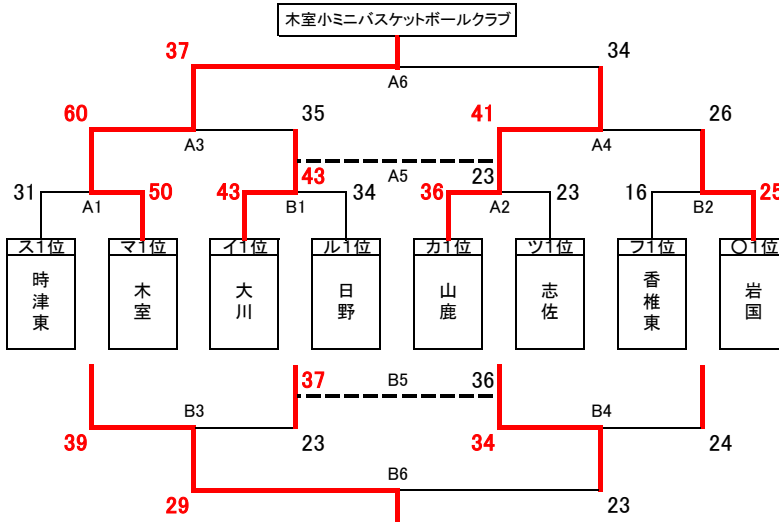 木室小ミニバスケットボールクラブ
37
34
A6
60
35
41
26
A3
A4
A5
31
50
43
43
34
36
23
23
16
25
A1
B1
A2
B2
ス1位
マ1位
イ1位
ル1位
カ1位
ツ1位
フ1位
〇1位
時津東
木室
大川
日野
山鹿
志佐
香椎東
岩国
37
B5
36
B3
B4
39
23
34
24
B6
29
23